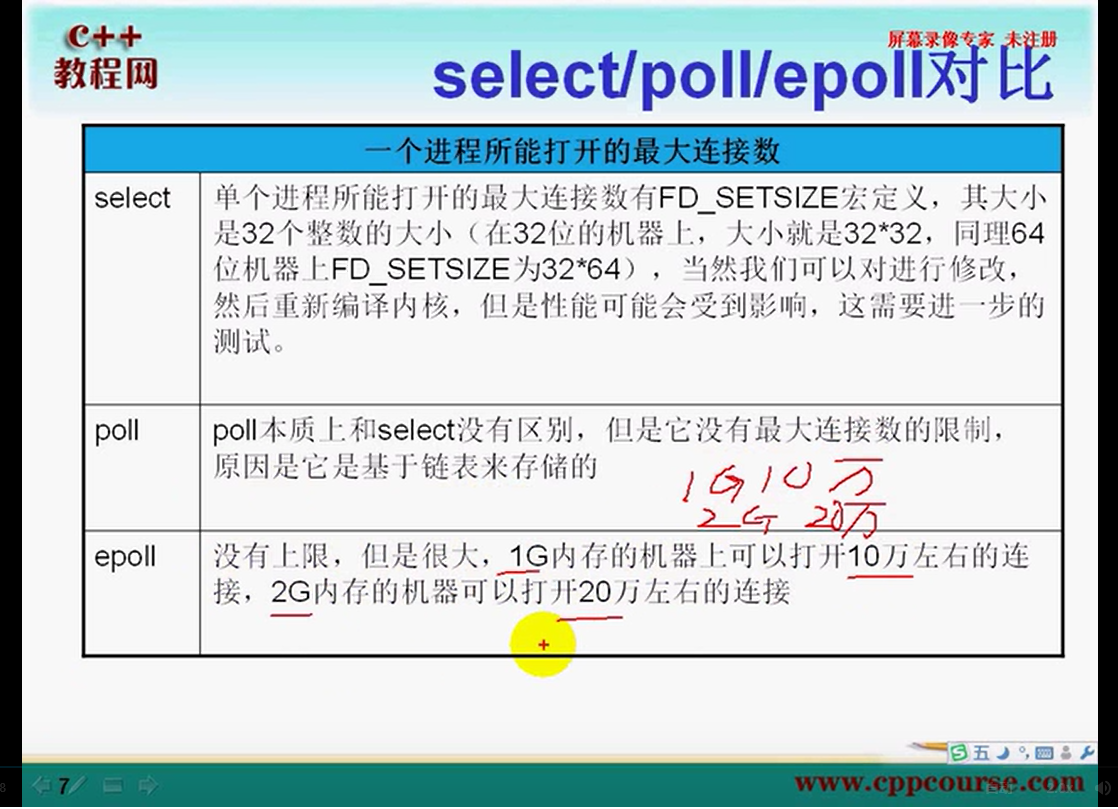 C++
教程网
屏幕录像专家 未注册
select/poll/epoll对比
一个进程所能打开的最大连接数
select
单个进程所能打开的最大连接数有FD_SETSIZE宏定义，其大小
是32个整数的大小（在32位的机器上，大小就是32*32，同理64
位机器上FD_SETSIZE为32*64），当然我们可以对进行修改，
然后重新编译内核，但是性能可能会受到影响，这需要进一步的
测试。
poll
poll本质上和select没有区别，但是它没有最大连接数的限制，
原因是它是基于链表来存储的
1G 10万
2G 20万
epoll
没有上限，但是很大，1G内存的机器上可以打开10万左右的连
接，2G内存的机器可以打开20万左右的连接
五
7
www.cppcourse.com